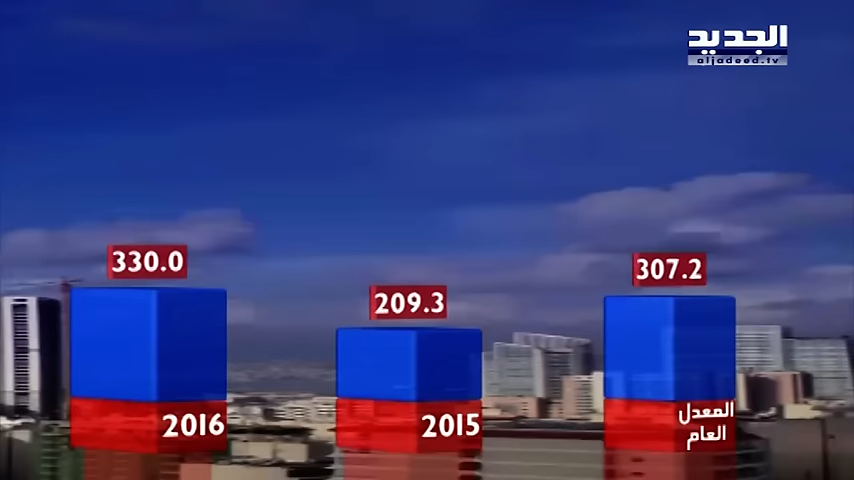 الجديد
aljadeed.tv
330.0
209.3
307.2
2016
2015
المعدل
العام